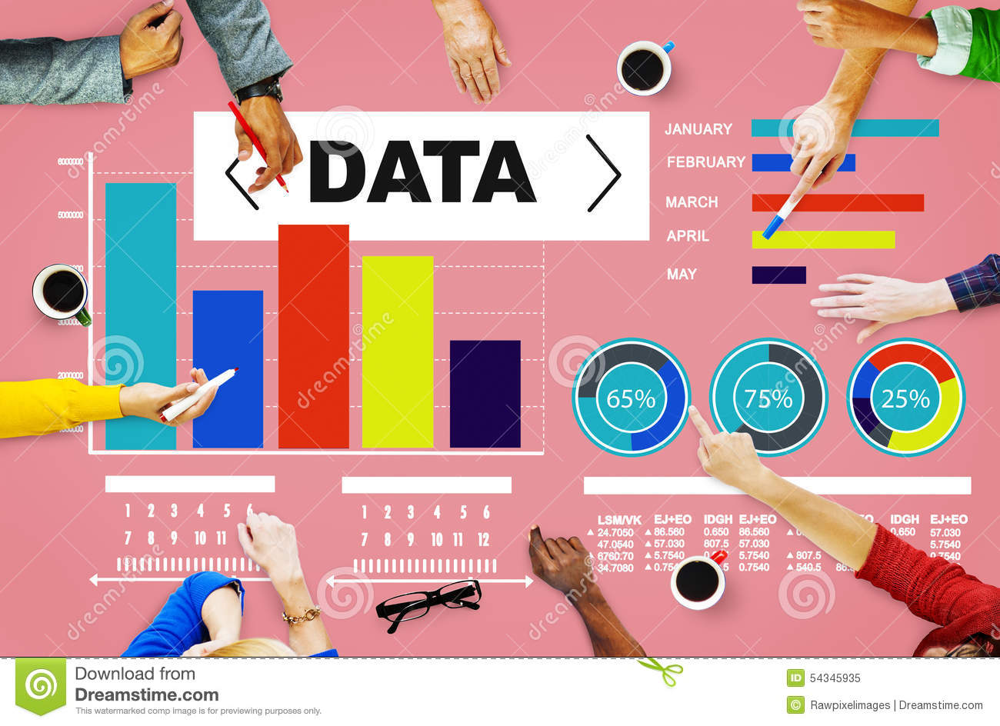 DATA
6000000
5000000
2000000
JANUARY
FEBRUARY
MARCH
APRIL
MAY
65%
75%
25%
1 2 3 4 5 6
7 8 9 10 11
1 2 3 4 5 6
7 8 9 10 11 12
LSM/VK EJ+EO IDGH EJ+EO IDGH EJ+EO
▲24.7050 ▲86.560 0.650 86.560 0.650 57.030
47.0540 ▲57.030 807.5 57.030
5.7540 5.7540 ▲807.5 5.7540
34.7080 0.7540 ▲540.5 0.7540
dreamstime
Download from
Dreamstime.com
This watermarked comp image is for previewing purposes only.
ID 54345935
© Rawpixelimages | Dreamstime.com